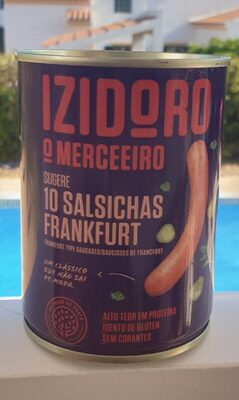 IZIDORO
O MERCEEIRO
SUGERE
10 SALSICHAS
FRANKFURT
FRANKFURT TYPE SAUSAGES/SAUCISSES DE FRANCFORT
UM CLÁSSICO
QUE NÃO SAI
DE MODA.
ALTO TEOR EM PROTEÍNA
ISENTO DE GLÚTEN
SEM CORANTES